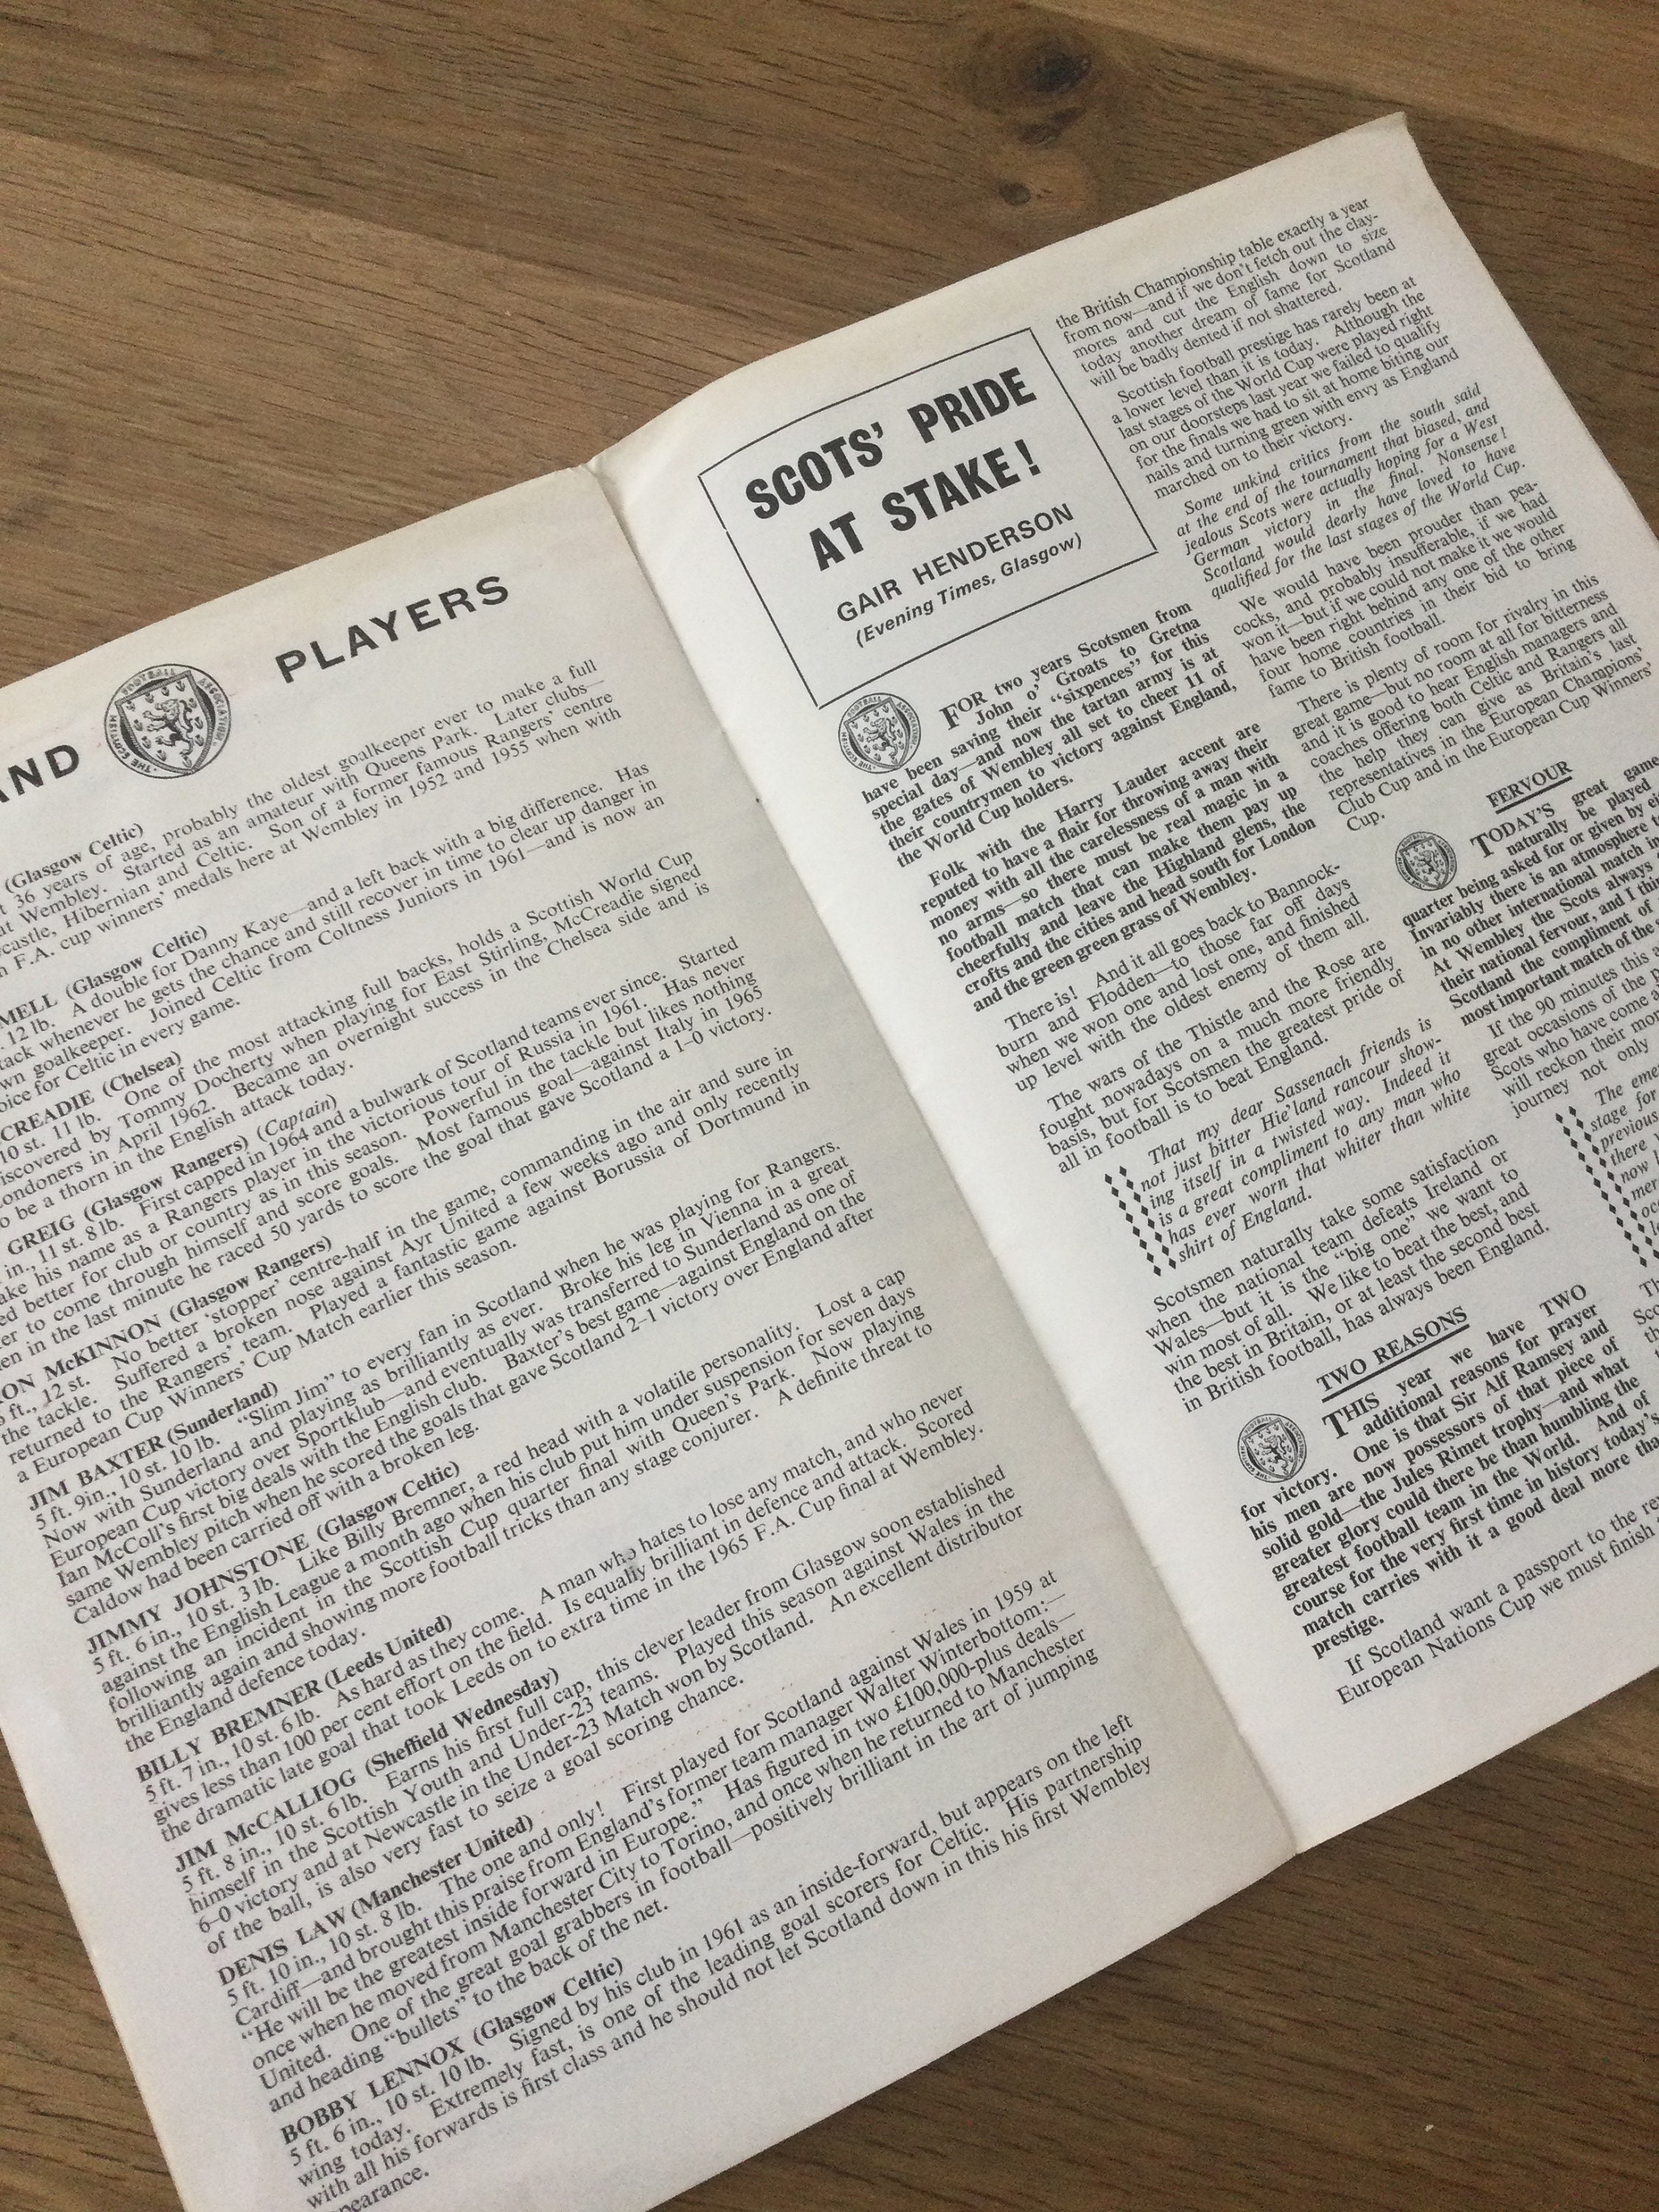 AND
PLAYERS
THE SCOTTISH FOOTBALL ASSOCIATION
(Glasgow Celtic)
36 years of age, probably the oldest goalkeeper ever to make a full
at Wembley. Started as an amateur with Queens Park. Later clubs—
castle, Hibernian and Celtic. Son of a former famous Rangers' centre
F.A. cup winners' medals here at Wembley in 1952 and 1955 when with
MELL (Glasgow Celtic)
12 lb. A double for Danny Kaye—and a left back with a big difference. Has
tack whenever he gets the chance and still recover in time to clear up danger in
wn goalkeeper. Joined Celtic from Coltness Juniors in 1961—and is now an
oice for Celtic in every game.
CREADIE (Chelsea)
10 st. 11 lb. One of the most attacking full backs, holds a Scottish World Cup
iscovered by Tommy Docherty when playing for East Stirling, McCreadie signed
ondoners in April 1962. Became an overnight success in the Chelsea side and is
o be a thorn in the English attack today.
GREIG (Glasgow Rangers) (Captain)
in., 11 st. 8 lb. First capped in 1964 and a bulwark of Scotland teams ever since. Started
ake his name as a Rangers player in the victorious tour of Russia in 1961. Has never
ed better for club or country as in this season. Powerful in the tackle but likes nothing
er to come through himself and score goals. Most famous goal—against Italy in 1965
en in the last minute he raced 50 yards to score the goal that gave Scotland a 1–0 victory.
ON McKINNON (Glasgow Rangers)
ft., 12 st. No better 'stopper' centre-half in the game, commanding in the air and sure in
the tackle. Suffered a broken nose against Ayr United a few weeks ago and only recently
returned to the Rangers' team. Played a fantastic game against Borussia of Dortmund in
a European Cup Winners' Cup Match earlier this season.
JIM BAXTER (Sunderland)
5 ft. 9in., 10 st. 10 lb. "Slim Jim" to every fan in Scotland when he was playing for Rangers.
Now with Sunderland and playing as brilliantly as ever. Broke his leg in Vienna in a great
European Cup victory over Sportklub—and eventually was transferred to Sunderland as one of
Ian McColl's first big deals with the English club. Baxter's best game—against England on the
same Wembley pitch when he scored the goals that gave Scotland 2–1 victory over England after
Caldow had been carried off with a broken leg.
JIMMY JOHNSTONE (Glasgow Celtic)
5 ft. 6 in., 10 st. 3 lb. Like Billy Bremner, a red head with a volatile personality. Lost a cap
against the English League a month ago when his club put him under suspension for seven days
following an incident in the Scottish Cup quarter final with Queen's Park. Now playing
brilliantly again and showing more football tricks than any stage conjurer. A definite threat to
the England defence today.
BILLY BREMNER (Leeds United)
5 ft. 7 in., 10 st. 6 lb. As hard as they come. A man who hates to lose any match, and who never
gives less than 100 per cent effort on the field. Is equally brilliant in defence and attack. Scored
the dramatic late goal that took Leeds on to extra time in the 1965 F.A. Cup final at Wembley.
JIM McCALLIOG (Sheffield Wednesday)
5 ft. 8 in., 10 st. 6 lb. Earns his first full cap, this clever leader from Glasgow soon established
himself in the Scottish Youth and Under-23 teams. Played this season against Wales in the
6–0 victory and at Newcastle in the Under-23 Match won by Scotland. An excellent distributor
of the ball, is also very fast to seize a goal scoring chance.
DENIS LAW (Manchester United)
5 ft. 10 in., 10 st. 8 lb. The one and only! First played for Scotland against Wales in 1959 at
Cardiff—and brought this praise from England's former team manager Walter Winterbottom:—
"He will be the greatest inside forward in Europe." Has figured in two £100,000-plus deals—
once when he moved from Manchester City to Torino, and once when he returned to Manchester
United. One of the great goal grabbers in football—positively brilliant in the art of jumping
and heading "bullets" to the back of the net.
BOBBY LENNOX (Glasgow Celtic)
5 ft. 6 in., 10 st. 10 lb. Signed by his club in 1961 as an inside-forward, but appears on the left
wing today. Extremely fast, is one of the leading goal scorers for Celtic. His partnership
with all his forwards is first class and he should not let Scotland down in this his first Wembley
pearance.
SCOTS' PRIDE
AT STAKE!
GAIR HENDERSON
(Evening Times, Glasgow)
FOR two years Scotsmen from
John o' Groats to Gretna
have been saving their "sixpences" for this
special day—and now the tartan army is at
the gates of Wembley all set to cheer 11 of
their countrymen to victory against England,
the World Cup holders.
Folk with the Harry Lauder accent are
reputed to have a flair for throwing away their
money with all the carelessness of a man with
no arms—so there must be real magic in a
football match that can make them pay up
cheerfully and leave the Highland glens, the
crofts and the cities and head south for London
and the green green grass of Wembley.
There is! And it all goes back to Bannock-
burn and Flodden—to those far off days
when we won one and lost one, and finished
up level with the oldest enemy of them all.
The wars of the Thistle and the Rose are
fought nowadays on a much more friendly
basis, but for Scotsmen the greatest pride of
all in football is to beat England.
That my dear Sassenach friends is
not just bitter Hie'land rancour show-
ing itself in a twisted way. Indeed it
is a great compliment to any man who
has ever worn that whiter than white
shirt of England.
Scotsmen naturally take some satisfaction
when the national team defeats Ireland or
Wales—but it is the "big one" we want to
win most of all. We like to beat the best, and
the best in Britain, or at least the second best
in British football, has always been England.
TWO REASONS
THIS year we have TWO
additional reasons for prayer
for victory. One is that Sir Alf Ramsey and
his men are now possessors of that piece of
solid gold—the Jules Rimet trophy—and what
greater glory could there be than humbling the
greatest football team in the World. And of
course for the very first time in history today's
match carries with it a good deal more tha
prestige.
If Scotland want a passport to the re
European Nations Cup we must finish
the British Championship table exactly a year
from now—and if we don't fetch out the clay-
mores and cut the English down to size
today another dream of fame for Scotland
will be badly dented if not shattered.
Scottish football prestige has rarely been at
a lower level than it is today. Although the
last stages of the World Cup were played right
on our doorsteps last year we failed to qualify
for the finals we had to sit at home biting our
nails and turning green with envy as England
marched on to their victory.
Some unkind critics from the south said
at the end of the tournament that biased, and
jealous Scots were actually hoping for a West
German victory in the final. Nonsense!
Scotland would dearly have loved to have
qualified for the last stages of the World Cup.
We would have been prouder than pea-
cocks, and probably insufferable, if we had
won it—but if we could not make it we would
have been right behind any one of the other
four home countries in their bid to bring
fame to British football.
There is plenty of room for rivalry in this
great game—but no room at all for bitterness
and it is good to hear English managers and
coaches offering both Celtic and Rangers all
the help they can give as Britain's last
representatives in the European Champions'
Club Cup and in the European Cup Winners'
Cup.
FERVOUR
TODAY'S great game
naturally be played
quarter being asked for or given by ei
Invariably there is an atmosphere t
in no other international match in
At Wembley the Scots always
their national fervour, and I thin
Scotland the compliment of
most important match of the s
If the 90 minutes this a
great occasions of the p
Scots who have come a
will reckon their mon
journey not only
The eme
stage for
previous
there w
now l
mer
occ